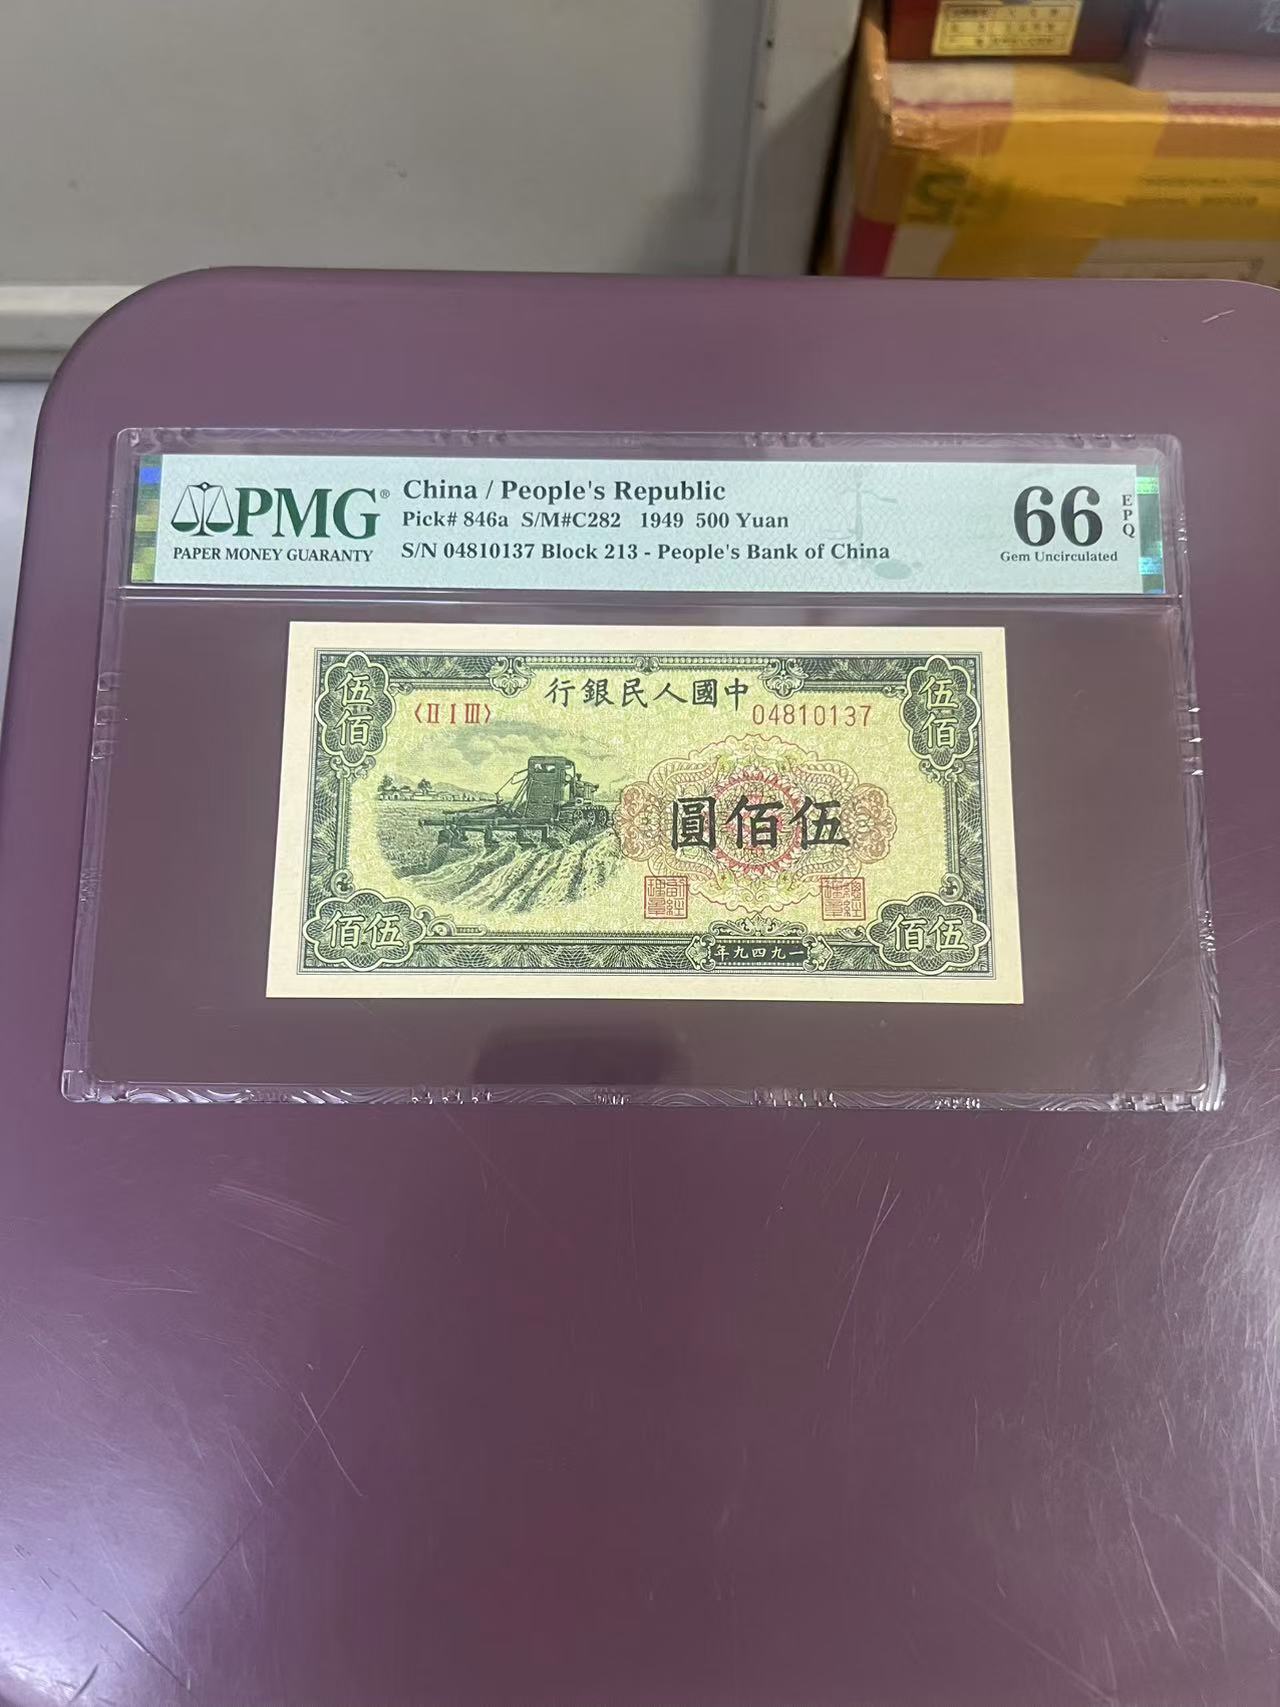 PMG®
PAPER MONEY GUARANTY
China / People's Republic
Pick# 846a S/M#C282 1949 500 Yuan
S/N 04810137 Block 213 - People's Bank of China
66
EPQ
Gem Uncirculated
行銀民人國中
〈II I III〉
04810137
伍佰
伍佰
圓佰伍
佰伍
佰伍
年九四九一